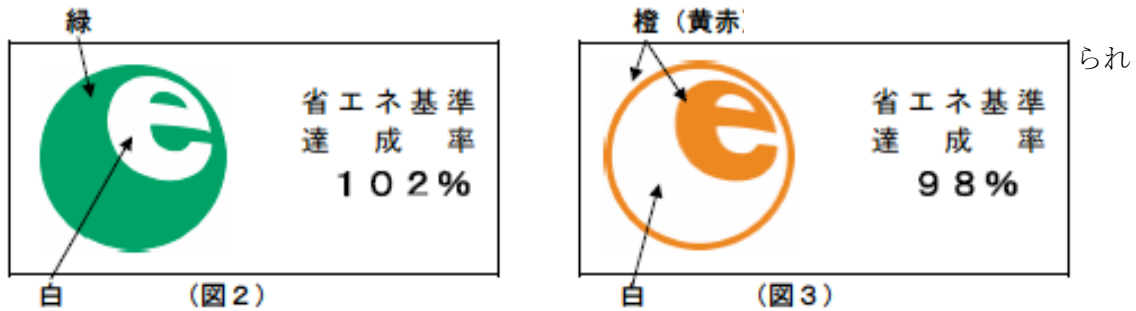 緑
省エネ基準
達成率
102%
e
白
(図2)
橙(黄赤)
省エネ基準
達成率
98%
e
白
(図3)
られ